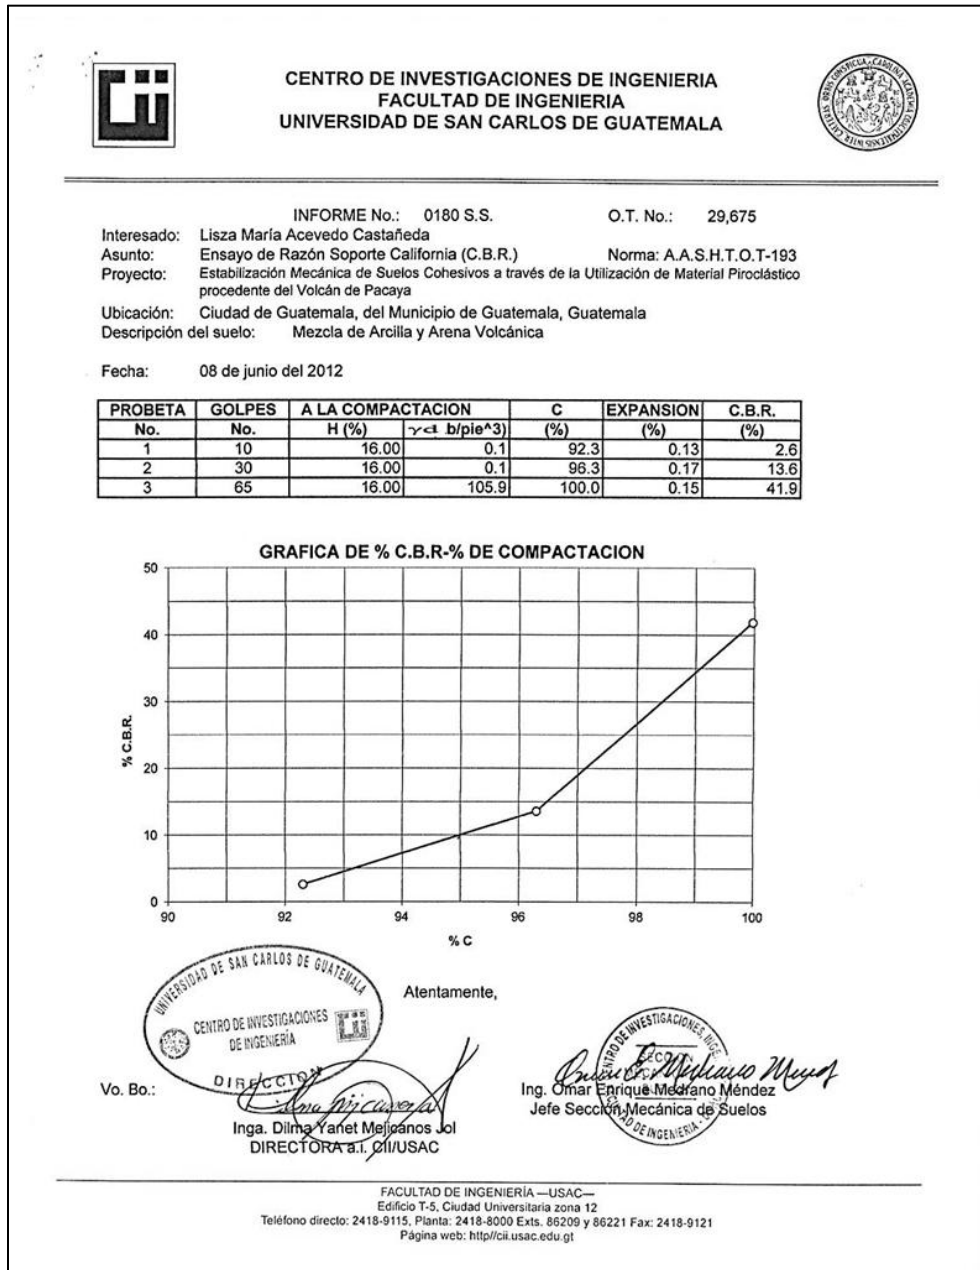 CENTRO DE INVESTIGACIONES DE INGENIERIA
FACULTAD DE INGENIERIA
UNIVERSIDAD DE SAN CARLOS DE GUATEMALA
INFORME No.: 0180 S.S. O.T. No.: 29,675
Interesado: Lisza María Acevedo Castañeda
Asunto: Ensayo de Razón Soporte California (C.B.R.) Norma: A.A.S.H.T.O.T-193
Proyecto: Estabilización Mecánica de Suelos Cohesivos a través de la Utilización de Material Piroclástico
procedente del Volcán de Pacaya
Ubicación: Ciudad de Guatemala, del Municipio de Guatemala, Guatemala
Descripción del suelo: Mezcla de Arcilla y Arena Volcánica
Fecha: 08 de junio del 2012
PROBETA GOLPES A LA COMPACTACION C EXPANSION C.B.R.
No. No. H (%) γd b/pie^3) (%) (%) (%)
1 10 16.00 0.1 92.3 0.13 2.6
2 30 16.00 0.1 96.3 0.17 13.6
3 65 16.00 105.9 100.0 0.15 41.9
GRAFICA DE % C.B.R-% DE COMPACTACION
50
40
30
20
10
0
% C.B.R.
90 92 94 96 98 100
% C
UNIVERSIDAD DE SAN CARLOS DE GUATEMALA
CENTRO DE INVESTIGACIONES
DE INGENIERÍA
DIRECCION
Atentamente,
Vo. Bo.:
Inga. Dilma Yanet Mejicanos Jol
DIRECTORA a.i. CII/USAC
Ing. Omar Enrique Medrano Méndez
Jefe Sección Mecánica de Suelos
FACULTAD DE INGENIERÍA —USAC—
Edificio T-5, Ciudad Universitaria zona 12
Teléfono directo: 2418-9115, Planta: 2418-8000 Exts. 86209 y 86221 Fax: 2418-9121
Página web: http//cii.usac.edu.gt